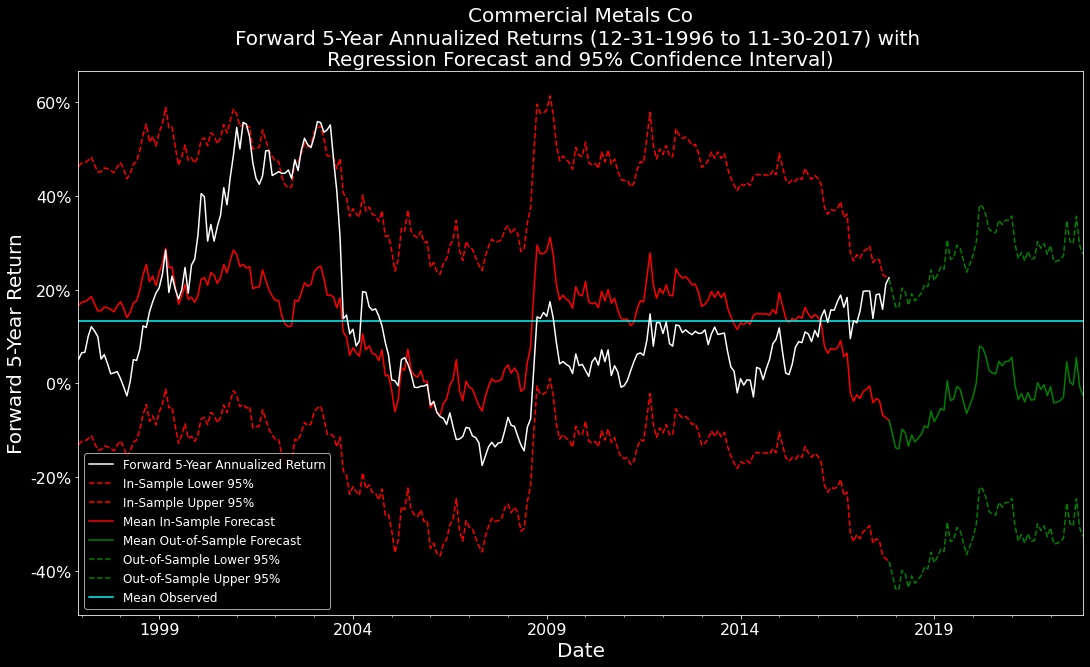 Commercial Metals Co
Forward 5-Year Annualized Returns (12-31-1996 to 11-30-2017) with
Regression Forecast and 95% Confidence Interval)
60%
40%
20%
0%
-20%
-40%
Forward 5-Year Return
Forward 5-Year Annualized Return
In-Sample Lower 95%
In-Sample Upper 95%
Mean In-Sample Forecast
Mean Out-of-Sample Forecast
Out-of-Sample Lower 95%
Out-of-Sample Upper 95%
Mean Observed
1999 2004 2009 2014 2019
Date